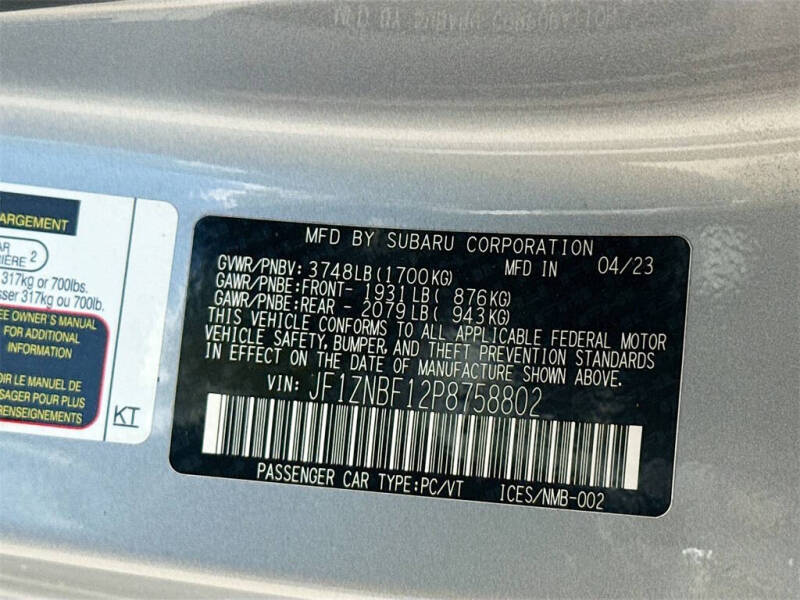 ARGEMENT
AR
RIÈRE 2
317kg or 700lbs.
sser 317kg ou 700lb.
EE OWNER'S MANUAL
FOR ADDITIONAL
INFORMATION
OIR LE MANUEL DE
SAGER POUR PLUS
RENSEIGNEMENTS
KT
MFD BY SUBARU CORPORATION
GVWR/PNBV: 3748LB(1700KG) MFD IN 04/23
GAWR/PNBE:FRONT- 1931LB( 876KG)
GAWR/PNBE:REAR - 2079LB( 943KG)
THIS VEHICLE CONFORMS TO ALL APPLICABLE FEDERAL MOTOR
VEHICLE SAFETY, BUMPER, AND THEFT PREVENTION STANDARDS
IN EFFECT ON THE DATE OF MANUFACTURE SHOWN ABOVE.
VIN: JF1ZNBF12P8758802
PASSENGER CAR TYPE:PC/VT ICES/NMB-002